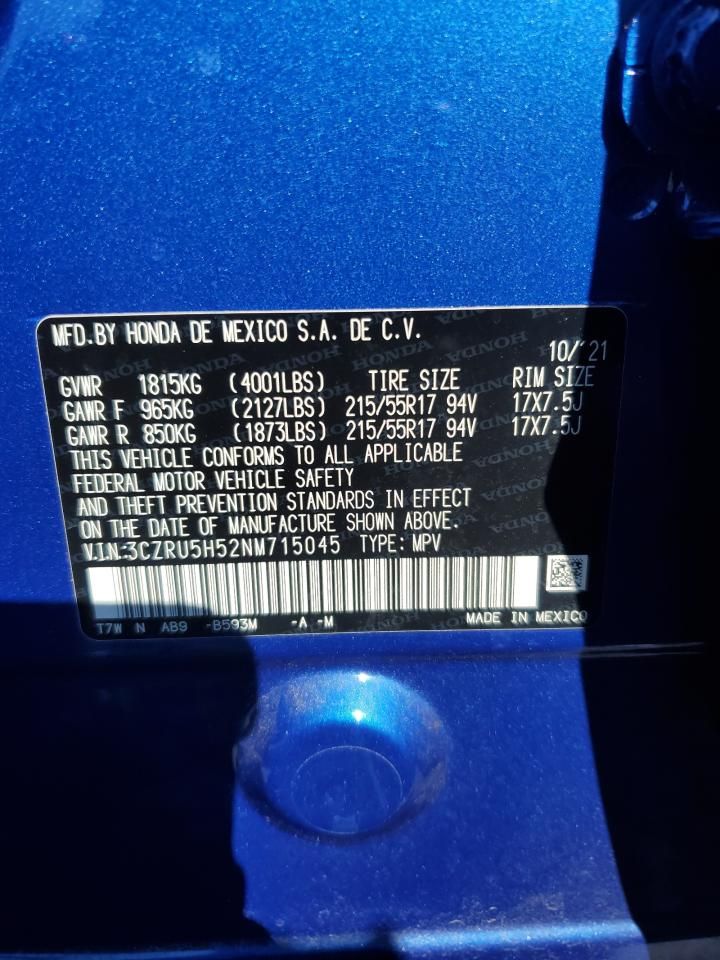 MFD.BY HONDA DE MEXICO S.A. DE C.V.
10/'21
GVWR 1815KG (4001LBS) TIRE SIZE RIM SIZE
GAWR F 965KG (2127LBS) 215/55R17 94V 17X7.5J
GAWR R 850KG (1873LBS) 215/55R17 94V 17X7.5J
THIS VEHICLE CONFORMS TO ALL APPLICABLE
FEDERAL MOTOR VEHICLE SAFETY
AND THEFT PREVENTION STANDARDS IN EFFECT
ON THE DATE OF MANUFACTURE SHOWN ABOVE.
V.I.N:3CZRU5H52NM715045 TYPE: MPV
T7W N AB9 -B593M -A -M MADE IN MEXICO